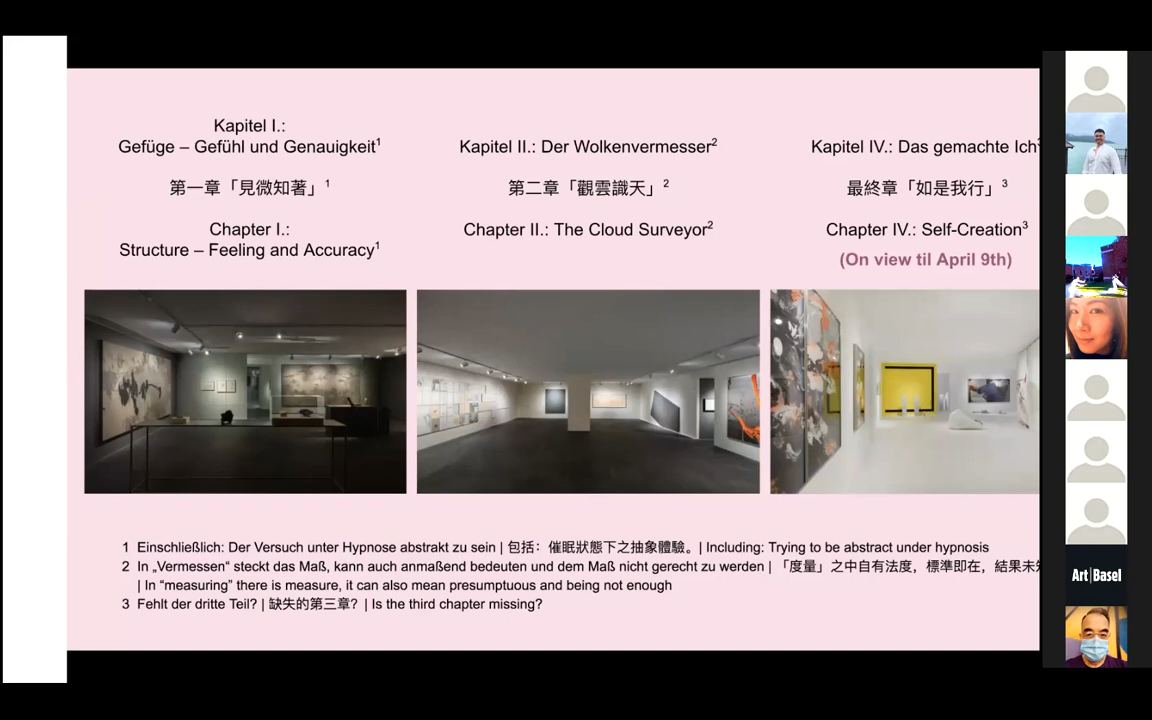 Kapitel I.:
Gefüge – Gefühl und Genauigkeit¹
第一章「見微知著」¹
Chapter I.:
Structure – Feeling and Accuracy¹
Kapitel II.: Der Wolkenvermesser²
第二章「觀雲識天」²
Chapter II.: The Cloud Surveyor²
Kapitel IV.: Das gemachte Ich³
最終章「如是我行」³
Chapter IV.: Self-Creation³
(On view til April 9th)
1 Einschließlich: Der Versuch unter Hypnose abstrakt zu sein | 包括：催眠狀態下之抽象體驗。| Including: Trying to be abstract under hypnosis
2 In „Vermessen“ steckt das Maß, kann auch anmaßend bedeuten und dem Maß nicht gerecht zu werden | 「度量」之中自有法度，標準即在，結果未
| In “measuring” there is measure, it can also mean presumptuous and being not enough
3 Fehlt der dritte Teil? | 缺失的第三章? | Is the third chapter missing?
Art|Basel